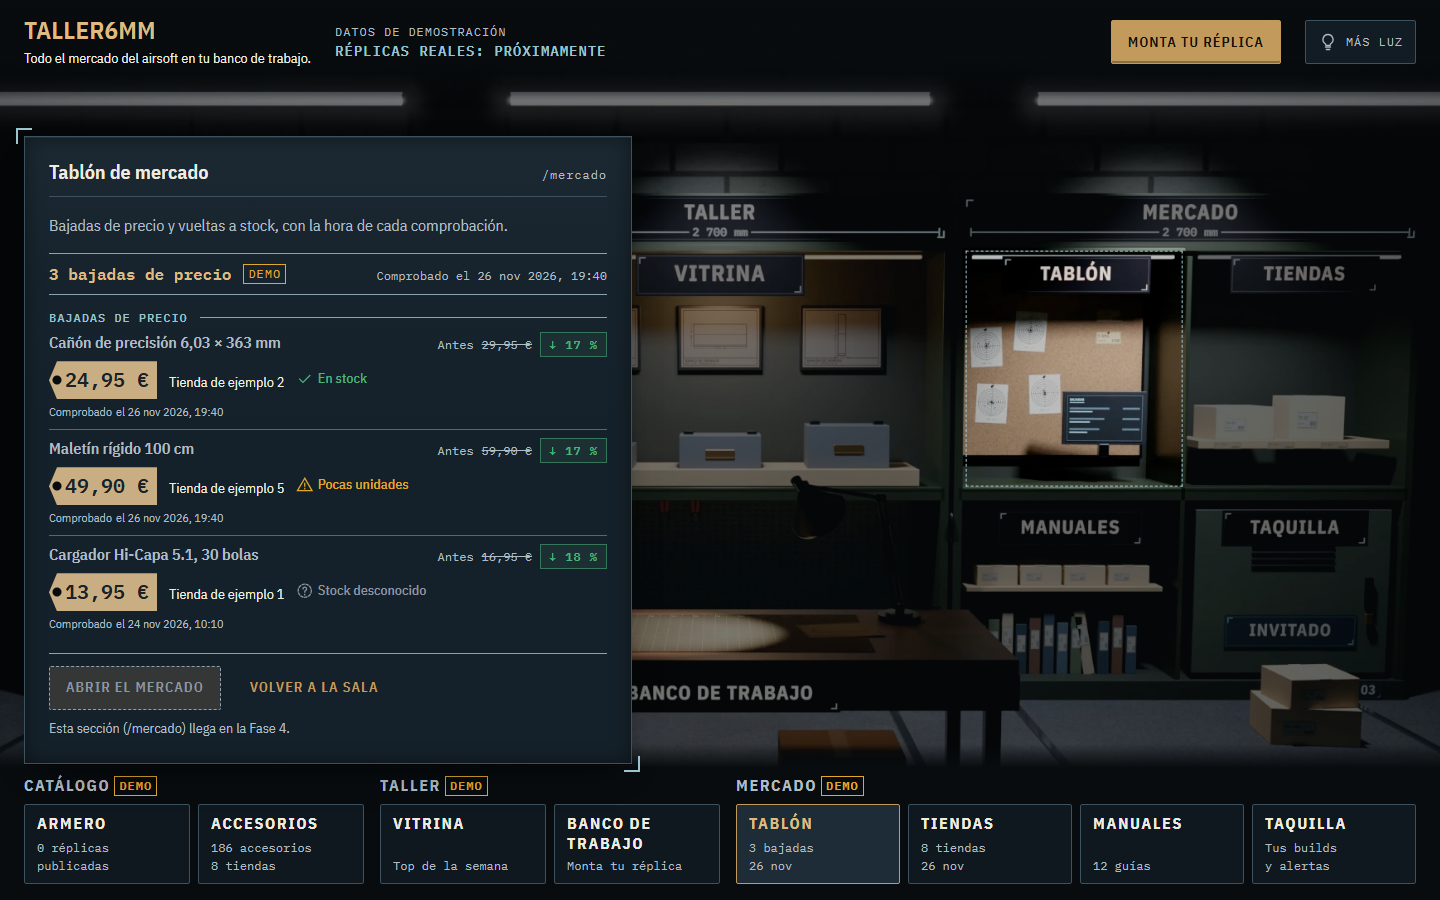 TALLER6MM
Todo el mercado del airsoft en tu banco de trabajo.
DATOS DE DEMOSTRACIÓN
RÉPLICAS REALES: PRÓXIMAMENTE
MONTA TU RÉPLICA
MÁS LUZ
Tablón de mercado
/mercado
Bajadas de precio y vueltas a stock, con la hora de cada comprobación.
3 bajadas de precio DEMO
Comprobado el 26 nov 2026, 19:40
BAJADAS DE PRECIO
Cañón de precisión 6,03 × 363 mm
Antes 29,95 € ↓ 17 %
24,95 € Tienda de ejemplo 2 En stock
Comprobado el 26 nov 2026, 19:40
Maletín rígido 100 cm
Antes 59,90 € ↓ 17 %
49,90 € Tienda de ejemplo 5 Pocas unidades
Comprobado el 26 nov 2026, 19:40
Cargador Hi-Capa 5.1, 30 bolas
Antes 16,95 € ↓ 18 %
13,95 € Tienda de ejemplo 1 Stock desconocido
Comprobado el 24 nov 2026, 10:10
ABRIR EL MERCADO
VOLVER A LA SALA
Esta sección (/mercado) llega en la Fase 4.
TALLER
2 700 mm
VITRINA
MERCADO
2 700 mm
TABLÓN
TIENDAS
MANUALES
TAQUILLA
INVITADO
BANCO DE TRABAJO
03
CATÁLOGO DEMO
ARMERO
0 réplicas
publicadas
ACCESORIOS
186 accesorios
8 tiendas
TALLER DEMO
VITRINA
Top de la semana
BANCO DE
TRABAJO
Monta tu réplica
MERCADO DEMO
TABLÓN
3 bajadas
26 nov
TIENDAS
8 tiendas
26 nov
MANUALES
12 guías
TAQUILLA
Tus builds
y alertas